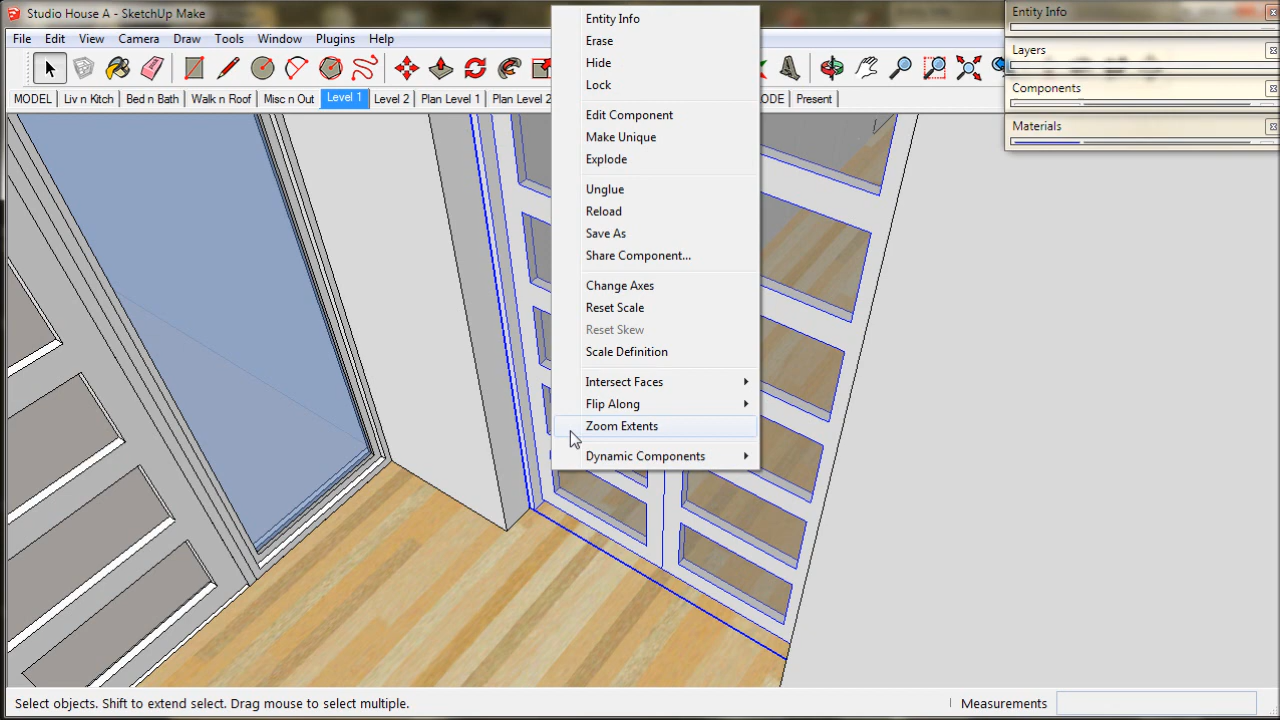 Studio House A - SketchUp Make
File Edit View Camera Draw Tools Window Plugins Help
MODEL Liv n Kitch Bed n Bath Walk n Roof Misc n Out Level 1 Level 2 Plan Level 1 Plan Level 2 ODE Present
Entity Info
Erase
Hide
Lock
Edit Component
Make Unique
Explode
Unglue
Reload
Save As
Share Component...
Change Axes
Reset Scale
Reset Skew
Scale Definition
Intersect Faces
Flip Along
Zoom Extents
Dynamic Components
Entity Info
Layers
Components
Materials
Select objects. Shift to extend select. Drag mouse to select multiple.
Measurements